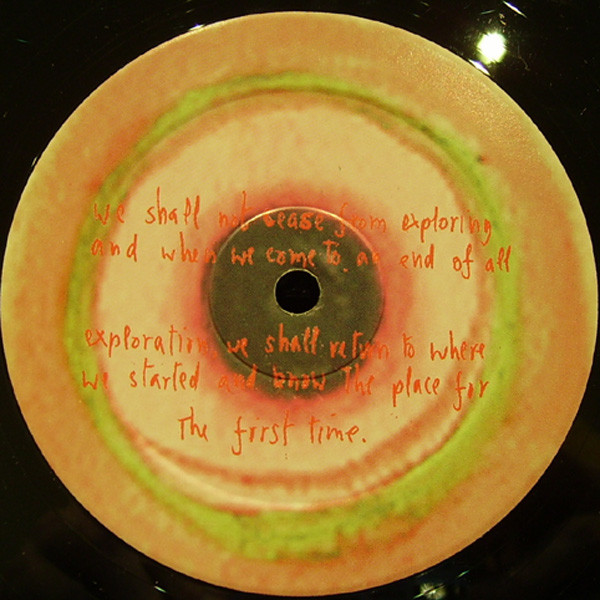 we shall not cease from exploring
and when we come to an end of all
exploration we shall return to where
we started and know the place for
the first time.